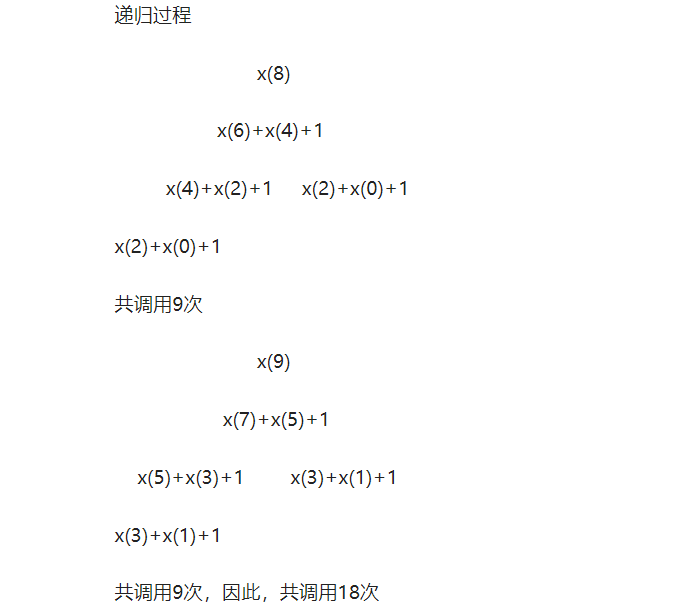 递归过程
x(8)
x(6)+x(4)+1
x(4)+x(2)+1 x(2)+x(0)+1
x(2)+x(0)+1
共调用9次
x(9)
x(7)+x(5)+1
x(5)+x(3)+1 x(3)+x(1)+1
x(3)+x(1)+1
共调用9次，因此，共调用18次